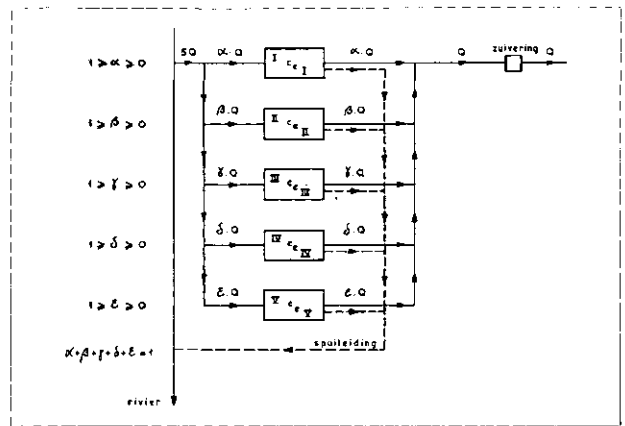 zuivering
1 ≥ α ≥ 0 5Q α.Q I c_e I α.Q Q Q
1 ≥ β ≥ 0 β.Q II c_e II β.Q
1 ≥ γ ≥ 0 γ.Q III c_e III γ.Q
1 ≥ δ ≥ 0 δ.Q IV c_e IV δ.Q
1 ≥ ε ≥ 0 ε.Q V c_e V ε.Q
α+β+γ+δ+ε=1 spuileiding
rivier